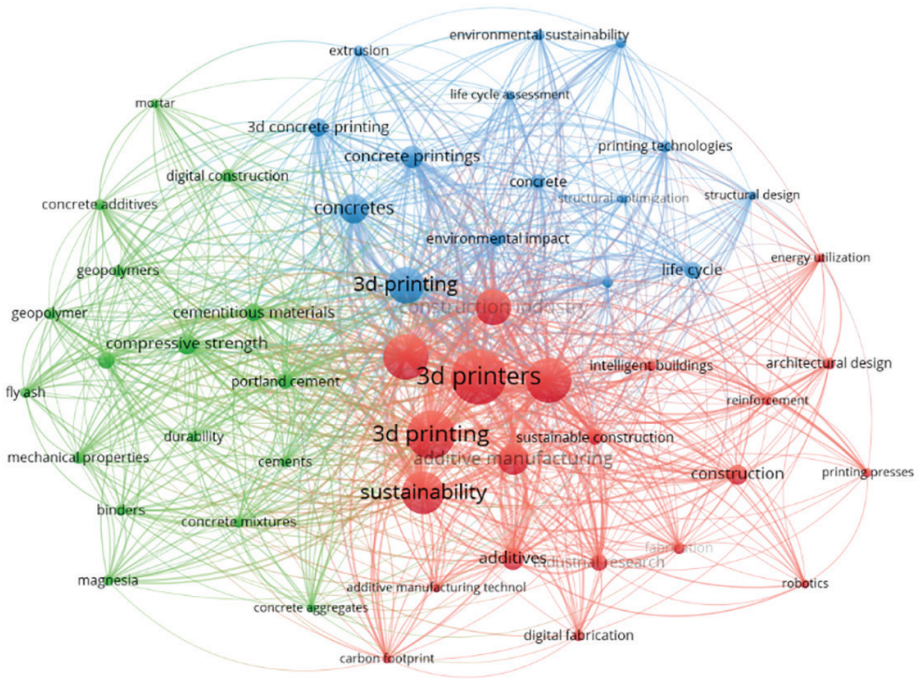 environmental sustainability
extrusion
life cycle assessment
mortar
3d concrete printing
concrete printings
printing technologies
digital construction
concrete
structural optimization
structural design
concrete additives
concretes
environmental impact
energy utilization
geopolymers
life cycle
3d-printing
construction industry
geopolymer
cementitious materials
compressive strength
intelligent buildings
architectural design
3d printers
portland cement
fly ash
reinforcement
3d printing
durability
sustainable construction
mechanical properties
cements
additive manufacturing
construction
printing presses
sustainability
binders
concrete mixtures
fabrication
additives
industrial research
magnesia
additive manufacturing technol
robotics
concrete aggregates
digital fabrication
carbon footprint